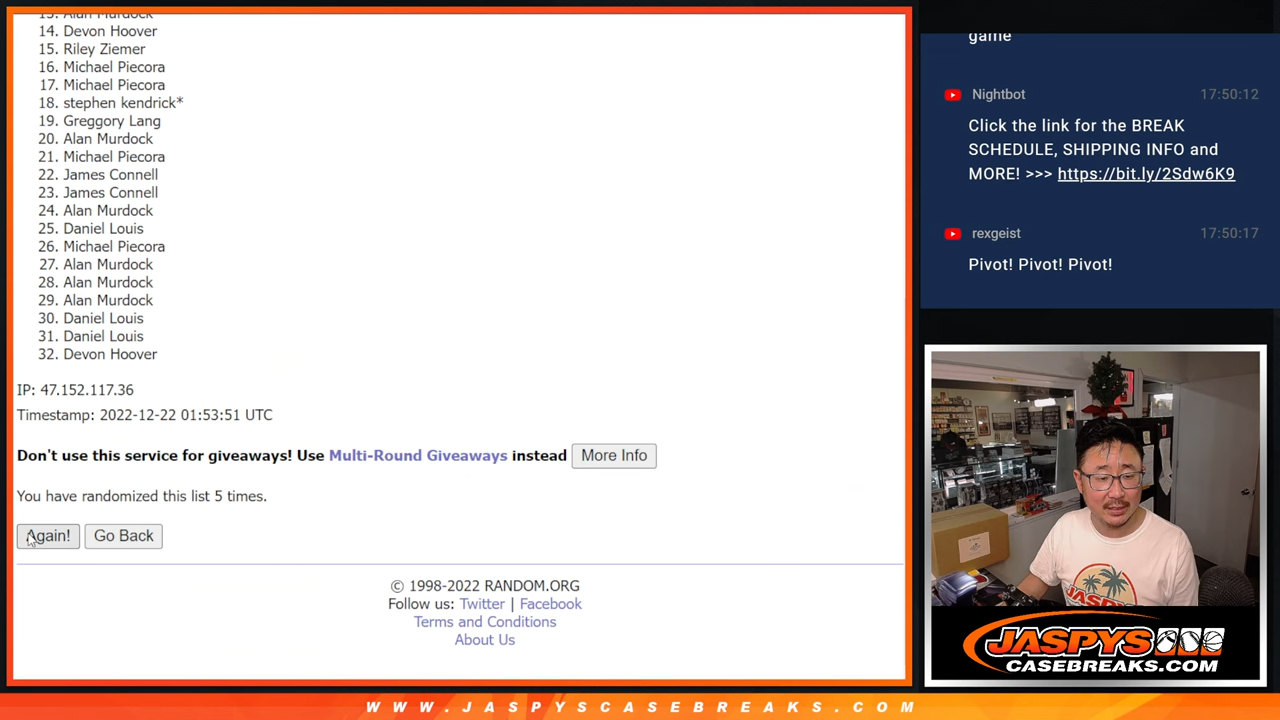 13. Alan Murdock
14. Devon Hoover
15. Riley Ziemer
16. Michael Piecora
17. Michael Piecora
18. stephen kendrick*
19. Greggory Lang
20. Alan Murdock
21. Michael Piecora
22. James Connell
23. James Connell
24. Alan Murdock
25. Daniel Louis
26. Michael Piecora
27. Alan Murdock
28. Alan Murdock
29. Alan Murdock
30. Daniel Louis
31. Daniel Louis
32. Devon Hoover
IP: 47.152.117.36
Timestamp: 2022-12-22 01:53:51 UTC
Don't use this service for giveaways! Use Multi-Round Giveaways instead More Info
You have randomized this list 5 times.
Again! Go Back
© 1998-2022 RANDOM.ORG
Follow us: Twitter | Facebook
Terms and Conditions
About Us
game
Nightbot 17:50:12
Click the link for the BREAK
SCHEDULE, SHIPPING INFO and
MORE! >>> https://bit.ly/2Sdw6K9
rexgeist 17:50:17
Pivot! Pivot! Pivot!
JASPYS
CASEBREAKS.COM
WWW.JASPYSCASEBREAKS.COM